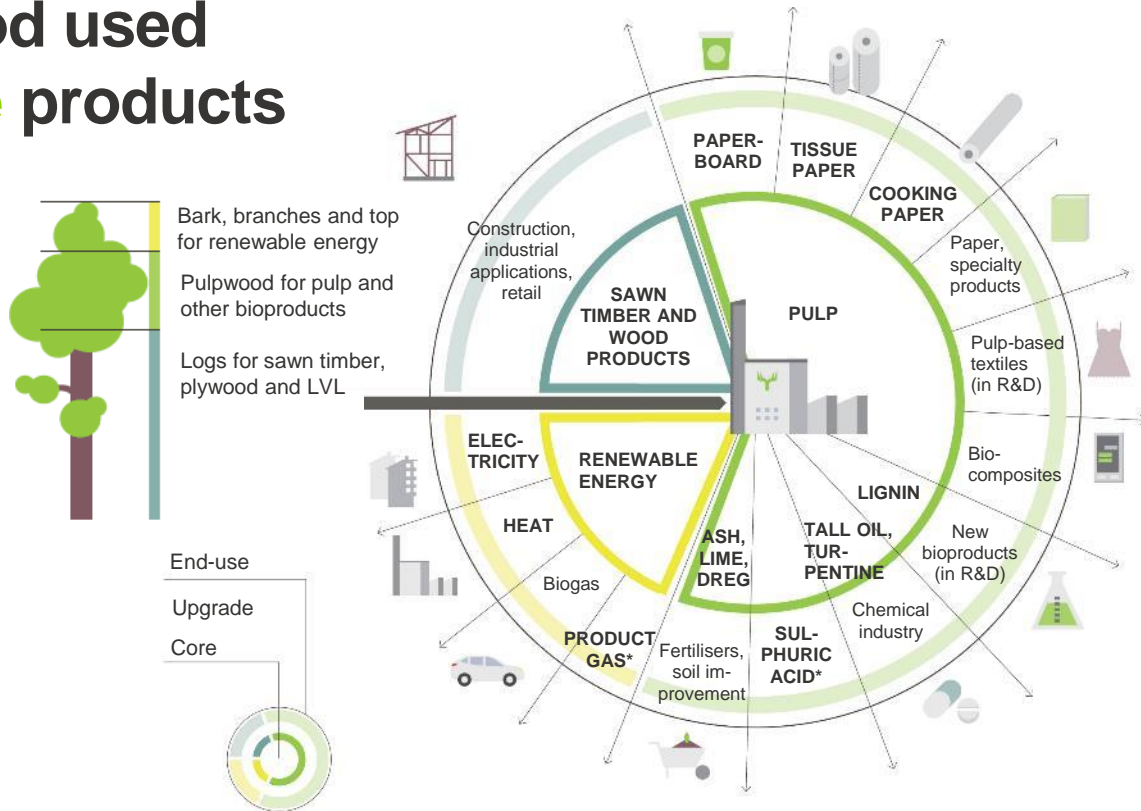 used
products
Bark, branches and top
for renewable energy
Pulpwood for pulp and
other bioproducts
Logs for sawn timber,
plywood and LVL
End-use
Upgrade
Core
PAPER-
BOARD
TISSUE
PAPER
COOKING
PAPER
Paper,
specialty
products
Pulp-based
textiles
(in R&D)
Bio-
composites
New
bioproducts
(in R&D)
Chemical
industry
SUL-
PHURIC
ACID*
Fertilisers,
soil im-
provement
PRODUCT
GAS*
Biogas
HEAT
ELEC-
TRICITY
Construction,
industrial
applications,
retail
SAWN
TIMBER AND
WOOD
PRODUCTS
PULP
RENEWABLE
ENERGY
LIGNIN
TALL OIL,
TUR-
PENTINE
ASH,
LIME,
DREG